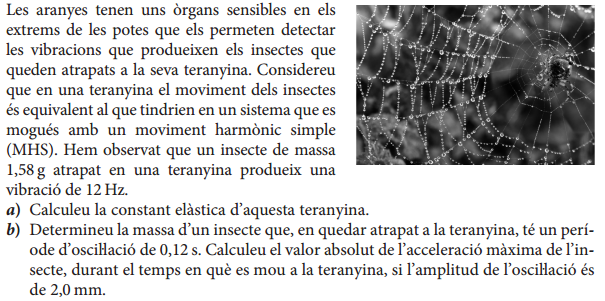 Les aranyes tenen uns òrgans sensibles en els
extrems de les potes que els permeten detectar
les vibracions que produeixen els insectes que
queden atrapats a la seva teranyina. Considereu
que en una teranyina el moviment dels insectes
és equivalent al que tindrien en un sistema que es
mogués amb un moviment harmònic simple
(MHS). Hem observat que un insecte de massa
1,58 g atrapat en una teranyina produeix una
vibració de 12 Hz.
a) Calculeu la constant elàstica d'aquesta teranyina.
b) Determineu la massa d'un insecte que, en quedar atrapat a la teranyina, té un perí-
ode d'oscil·lació de 0,12 s. Calculeu el valor absolut de l'acceleració màxima de l'in-
secte, durant el temps en què es mou a la teranyina, si l'amplitud de l'oscil·lació és
de 2,0 mm.